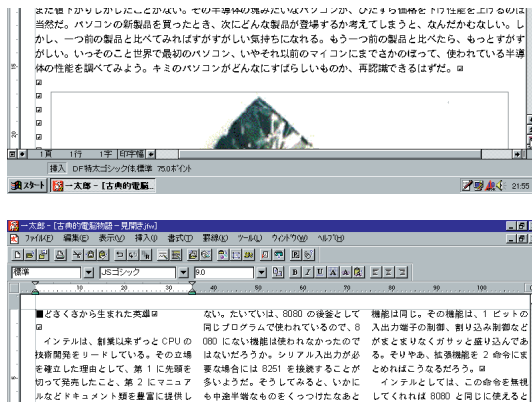 また値下がりしかしたことがない。その半導体の塊みたいなパソコンが、ひたすら価格を下げ性能を上げるのは
当然だ。パソコンの新製品を買ったとき、次にどんな製品が登場するか考えてしまうと、なんだかむなしい。し
かし、一つ前の製品と比べてみればすがすがしい気持ちになれる。もう一つ前の製品と比べたら、もっとすがす
がしい。いっそのこと世界で最初のパソコン、いやそれ以前のマイコンにまでさかのぼって、使われている半導
体の性能を調べてみよう。キミのパソコンがどんなにすばらしいものか、再認識できるはずだ。
1頁 1行 1字 印字幅
挿入 DF特太ゴシック体,標準 75.0ポイント
スタート 一太郎 - [古典的電脳... 21:55
一太郎 - [古典的電脳物語 - 見開き.jtw]
ファイル(F) 編集(E) 表示(V) 挿入(I) 書式(T) 罫線(K) ツール(L) ウィンドウ(W) ヘルプ(H)
標準 JSゴシック 9.0
10 20 30 40 50 60 70 80 90 100
■どさくさから生まれた英雄
インテルは、創業以来ずっと CPU の
技術開発をリードしている。その立場
を確立した理由として、第 1 に先頭を
切って発売したこと、第 2 にマニュア
ルなどドキュメント類を豊富に提供し
ない。たいていは、8080 の後釜として
同じプログラムで使われているので、8
080 にない機能は使われなかったので
はないだろうか。シリアル入出力が必
要な場合には 8251 を接続することが
多いようだ。そうしてみると、いかに
も中途半端なものをくっつけたなあと
機能は同じ。その機能は、1 ビットの
入出力端子の制御、割り込み制御など
がまとまりなくガサッと盛り込んであ
る。そりゃあ、拡張機能を 2 命令にま
とめればこうなるだろう。
インテルとしては、この命令を無視
してくれれば 8080 と同じに使えると